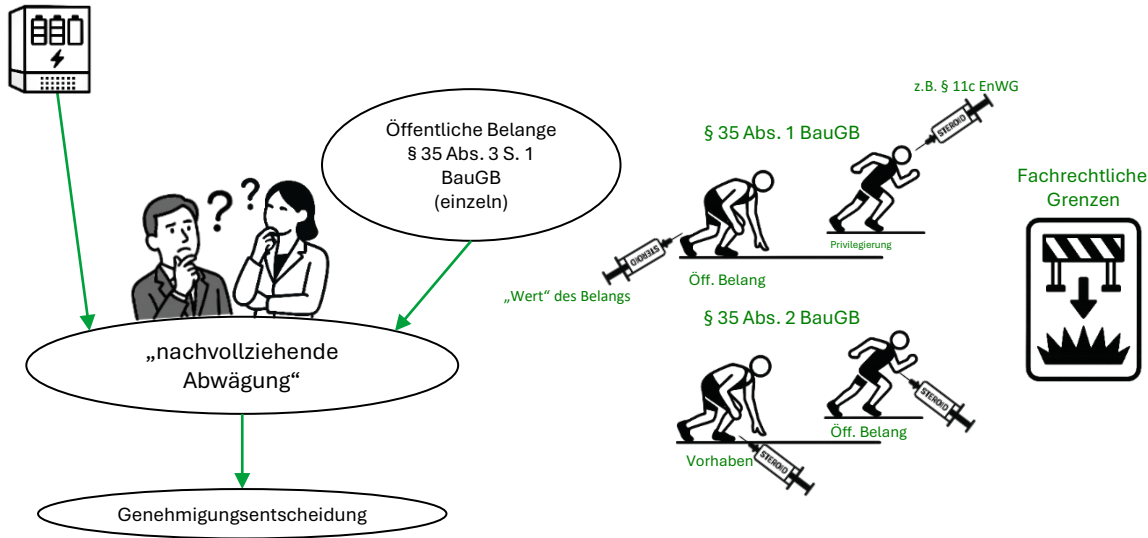 Öffentliche Belange
§ 35 Abs. 3 S. 1
BauGB
(einzeln)
„nachvollziehende
Abwägung“
Genehmigungsentscheidung
z.B. § 11c EnWG
STEROID
§ 35 Abs. 1 BauGB
Privilegierung
STEROID
Öff. Belang
„Wert“ des Belangs
§ 35 Abs. 2 BauGB
STEROID
Öff. Belang
STEROID
Vorhaben
Fachrechtliche
Grenzen